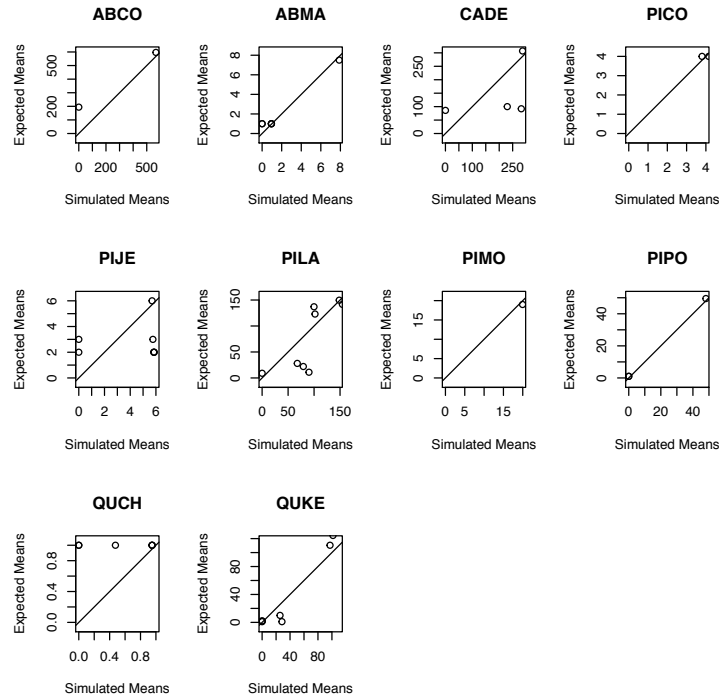 ABCO
ABMA
CADE
PICO
Expected Means
0 200 500
0 200 500
Simulated Means
Expected Means
0 2 4 6 8
0 2 4 6 8
Simulated Means
Expected Means
0 100 250
0 100 250
Simulated Means
Expected Means
0 1 2 3 4
0 1 2 3 4
Simulated Means
PIJE
PILA
PIMO
PIPO
Expected Means
0 2 4 6
0 2 4 6
Simulated Means
Expected Means
0 50 150
0 50 150
Simulated Means
Expected Means
0 5 15
0 5 15
Simulated Means
Expected Means
0 20 40
0 20 40
Simulated Means
QUCH
QUKE
Expected Means
0.0 0.4 0.8
0.0 0.4 0.8
Simulated Means
Expected Means
0 40 80
0 40 80
Simulated Means